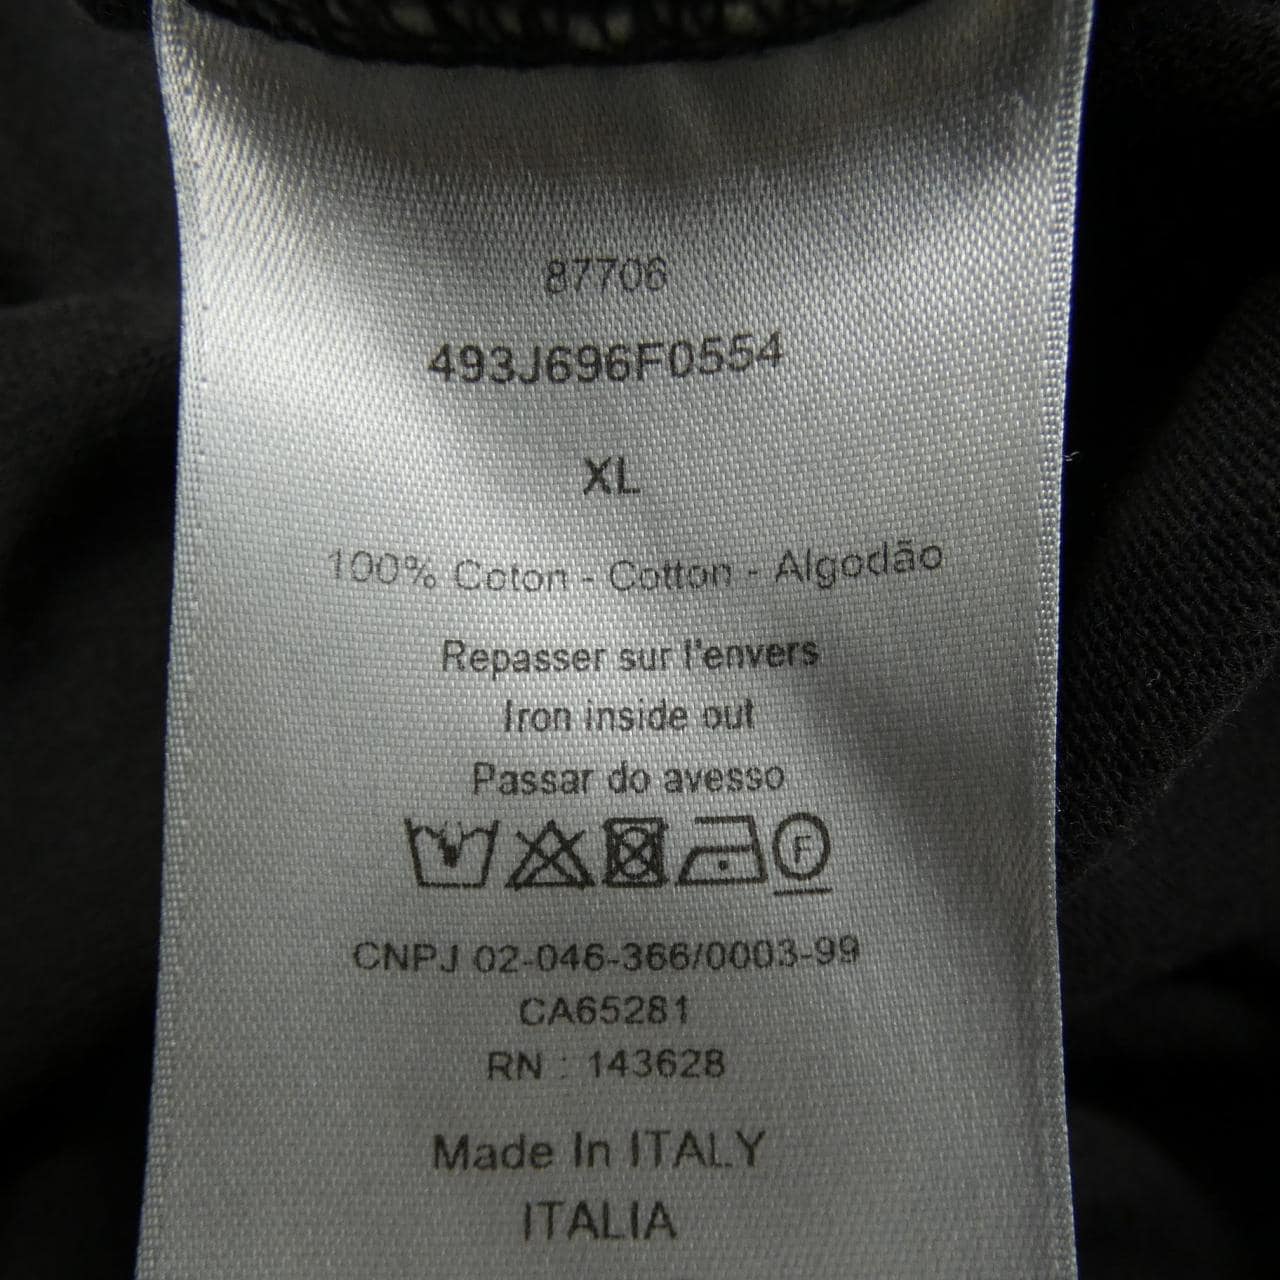 87706
493J696F0554
XL
100% Coton - Cotton - Algodão
Repasser sur l'envers
Iron inside out
Passar do avesso
F
CNPJ 02-046-366/0003-99
CA65281
RN : 143628
Made In ITALY
ITALIA